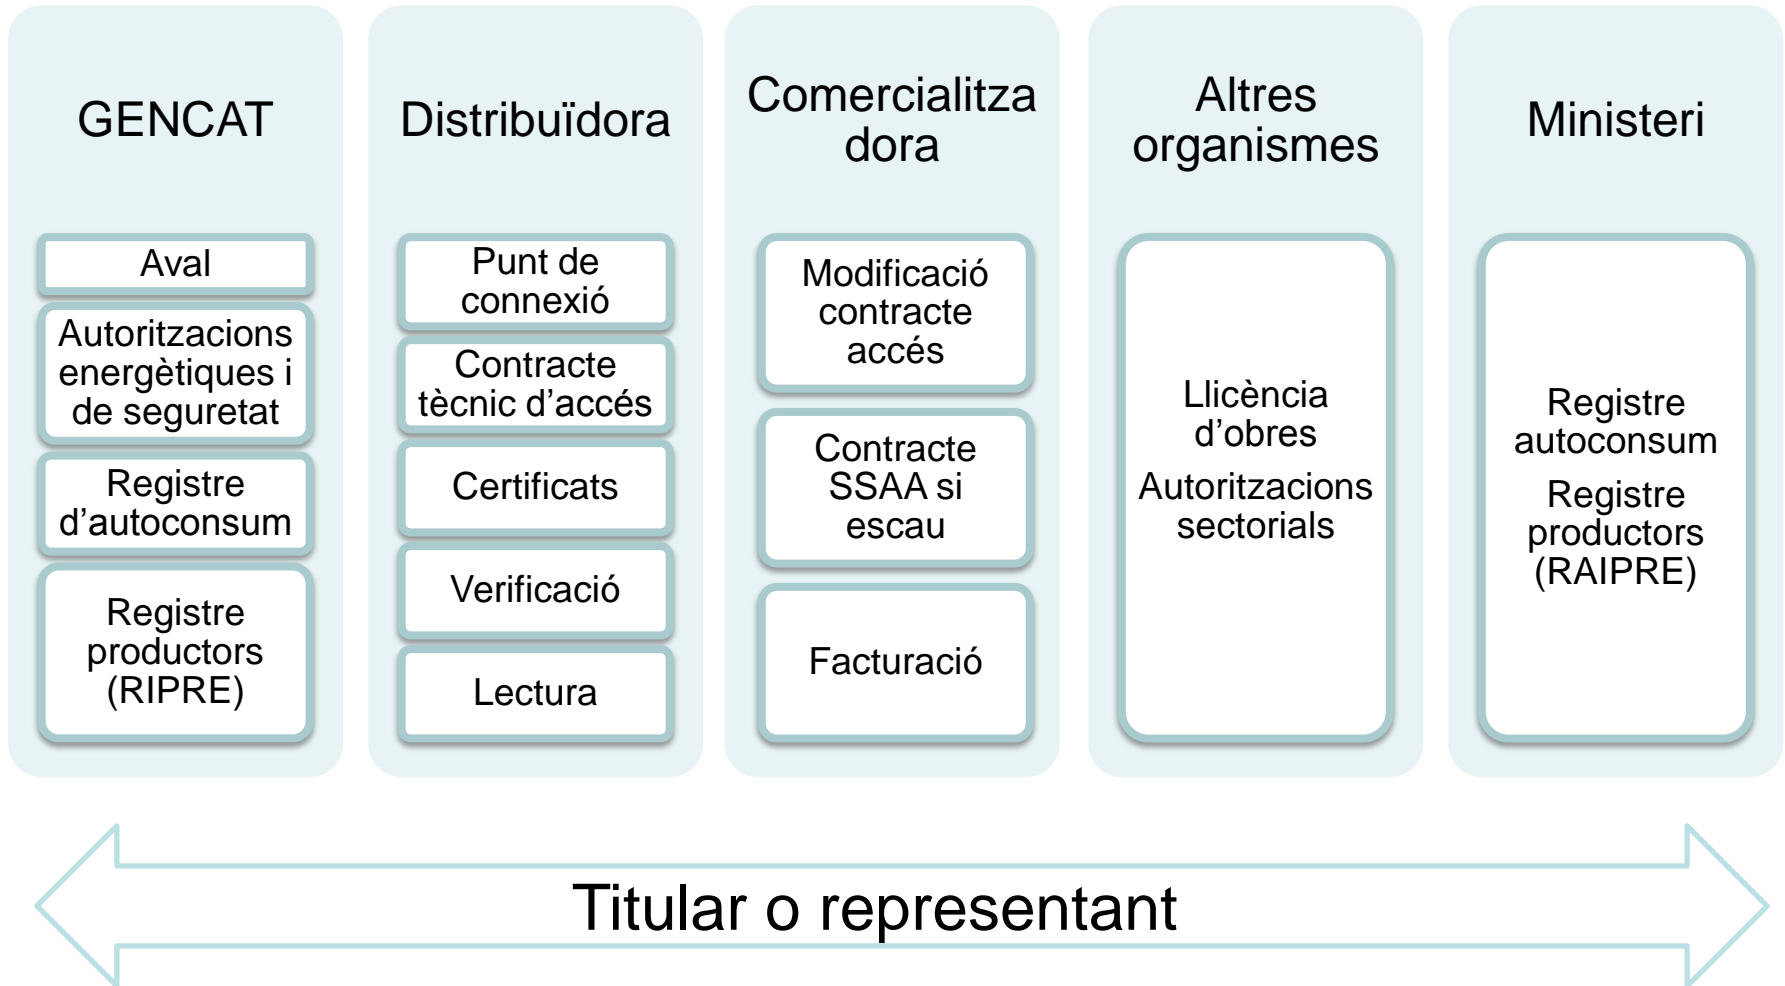 GENCAT
Aval
Autoritzacions
energètiques i
de seguretat
Registre
d’autoconsum
Registre
productors
(RIPRE)
Distribuïdora
Punt de
connexió
Contracte
tècnic d’accés
Certificats
Verificació
Lectura
Comercialitza
dora
Modificació
contracte
accés
Contracte
SSAA si
escau
Facturació
Altres
organismes
Llicència
d’obres
Autoritzacions
sectorials
Ministeri
Registre
autoconsum
Registre
productors
(RAIPRE)
Titular o representant